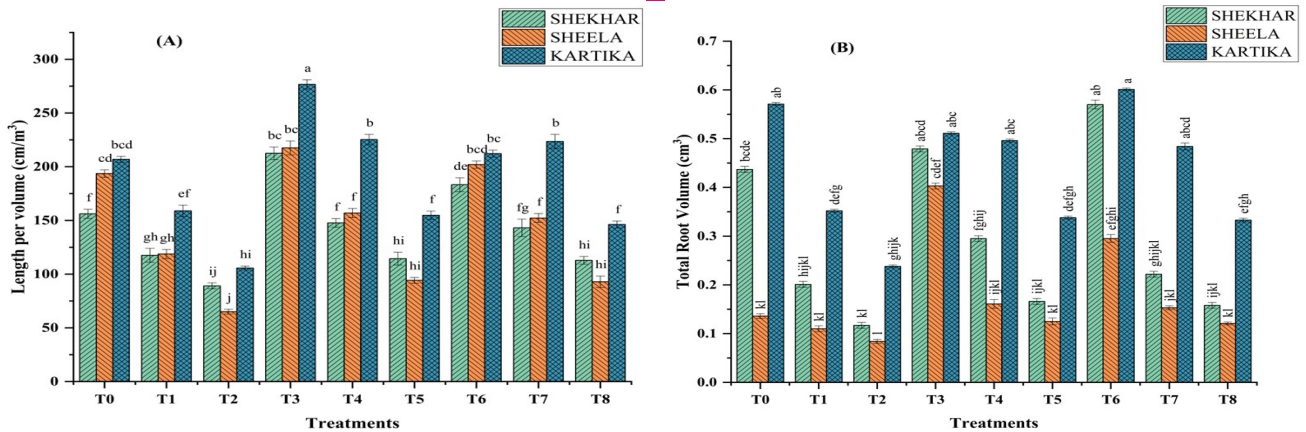 (A)
SHEKHAR
SHEELA
KARTIKA
Length per volume (cm/m³)
300
250
200
150
100
50
0
f cd bcd
gh gh ef
ij j hi
bc bc a
f f b
hi hi f
de bcd bc
fg f b
hi hi f
T0 T1 T2 T3 T4 T5 T6 T7 T8
Treatments
(B)
SHEKHAR
SHEELA
KARTIKA
Total Root Volume (cm³)
0.7
0.6
0.5
0.4
0.3
0.2
0.1
0.0
bcde kl ab
hijkl kl defg
kl l ghijk
abcd cdef abc
fghij ijkl abc
ijkl kl defgh
ab efghi a
ghijkl jkl abcd
ijkl kl efgh
T0 T1 T2 T3 T4 T5 T6 T7 T8
Treatments